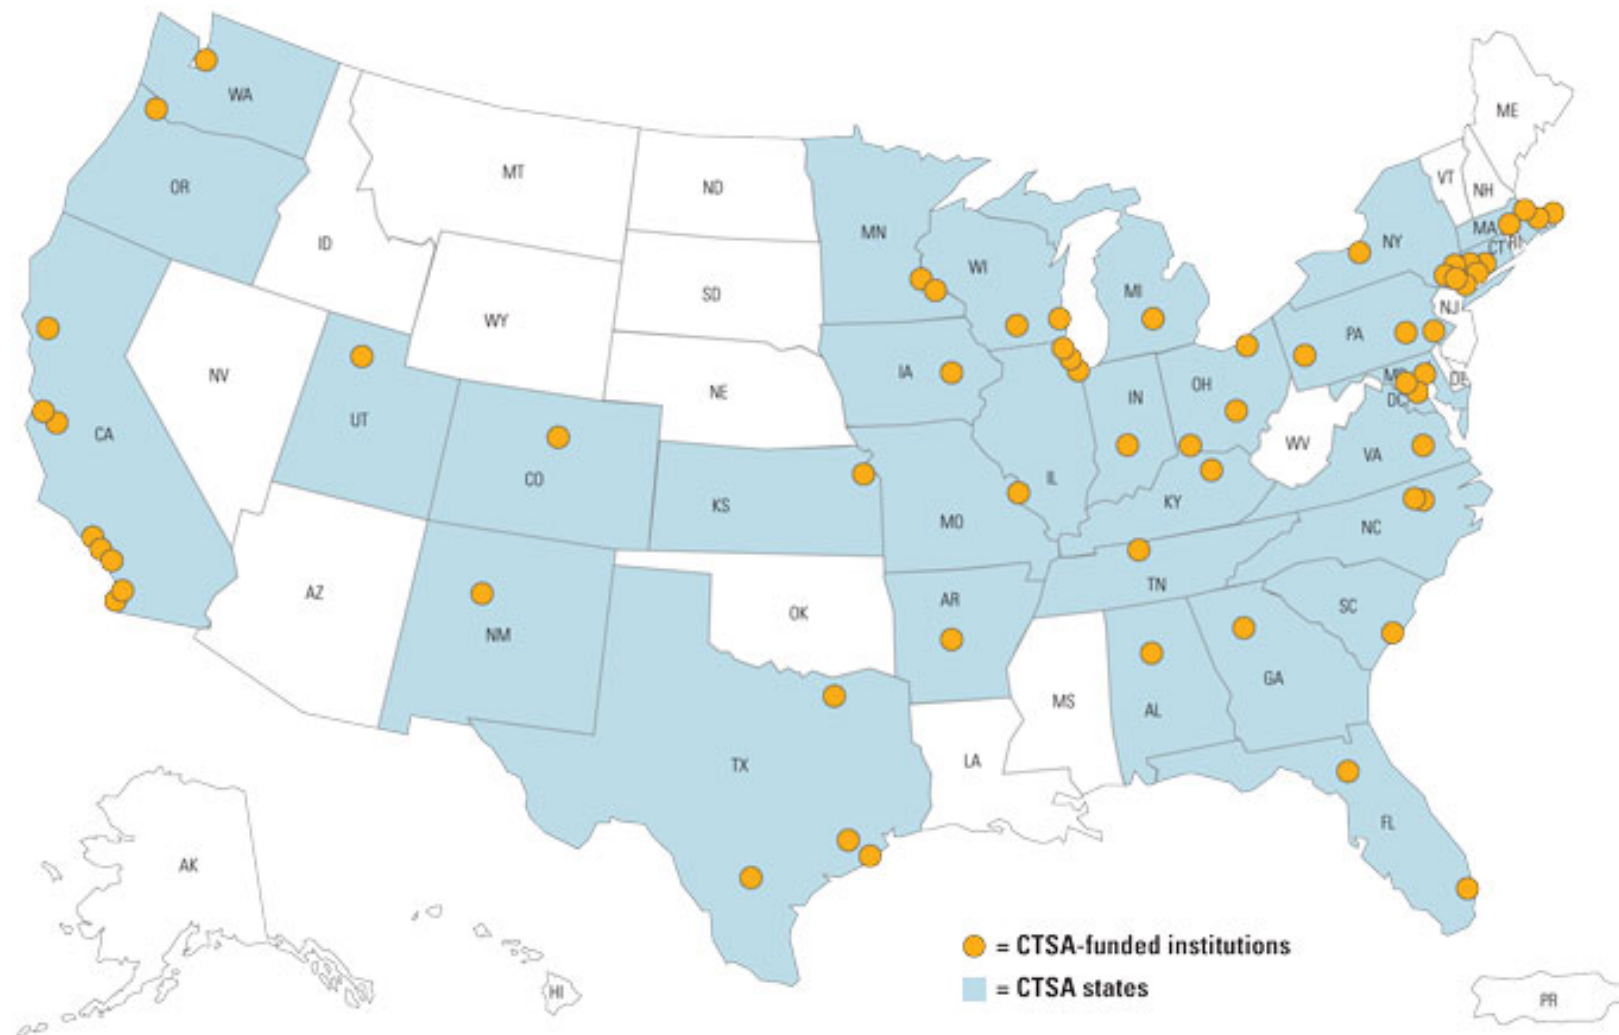 WA
ME
MT
ND
VT
NH
OR
MN
MA
NY
ID
WI
CT
RI
SD
MI
NJ
WY
PA
NV
IA
NE
OH
MD
DE
IN
DC
UT
CA
WV
VA
CO
IL
KS
KY
MO
NC
AZ
AR
TN
OK
SC
NM
GA
MS
AL
TX
LA
FL
AK
= CTSA-funded institutions
= CTSA states
HI
PR